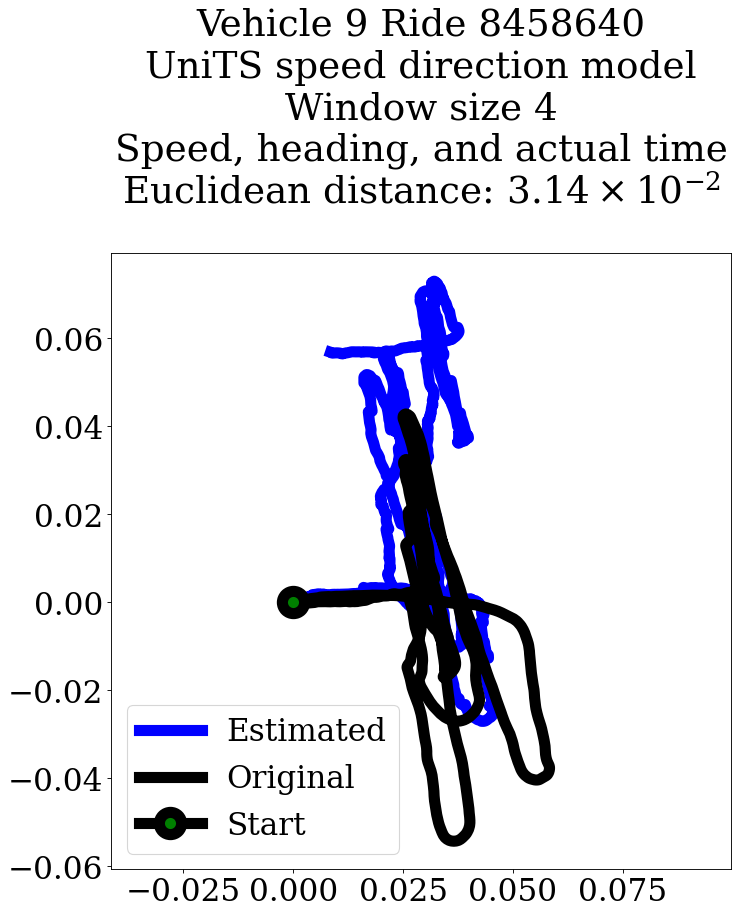 Vehicle 9 Ride 8458640
UniTS speed direction model
Window size 4
Speed, heading, and actual time
Euclidean distance: 3.14 × 10⁻²
0.06
0.04
0.02
0.00
−0.02
−0.04
−0.06
Estimated
Original
Start
−0.025 0.000 0.025 0.050 0.075